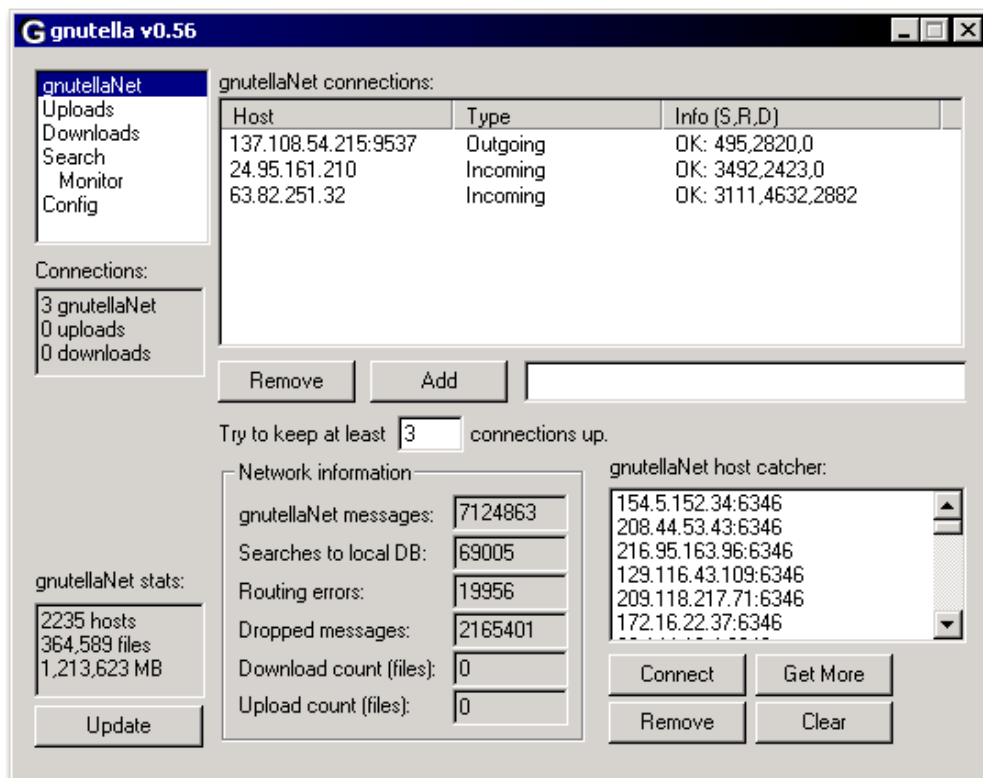 gnutella v0.56
gnutellaNet
Uploads
Downloads
Search
Monitor
Config
Connections:
3 gnutellaNet
0 uploads
0 downloads
gnutellaNet stats:
2235 hosts
364,589 files
1,213,623 MB
Update
gnutellaNet connections:
Host Type Info (S,R,D)
137.108.54.215:9537 Outgoing OK: 495,2820,0
24.95.161.210 Incoming OK: 3492,2423,0
63.82.251.32 Incoming OK: 3111,4632,2882
Remove Add
Try to keep at least 3 connections up.
Network information
gnutellaNet messages: 7124863
Searches to local DB: 69005
Routing errors: 19956
Dropped messages: 2165401
Download count (files): 0
Upload count (files): 0
gnutellaNet host catcher:
154.5.152.34:6346
208.44.53.43:6346
216.95.163.96:6346
129.116.43.109:6346
209.118.217.71:6346
172.16.22.37:6346
Connect Get More
Remove Clear